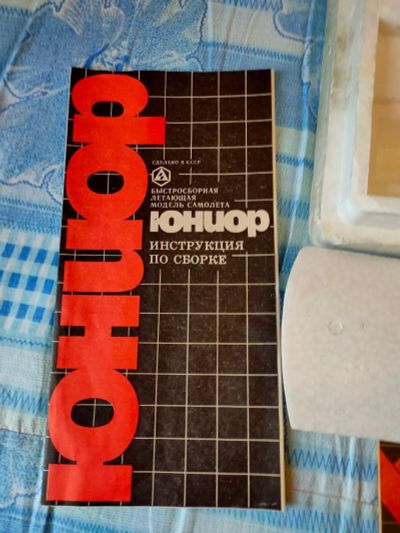 юниор
СДЕЛАНО В СССР
БЫСТРОСБОРНАЯ
ЛЕТАЮЩАЯ
МОДЕЛЬ САМОЛЕТА
юниор
ИНСТРУКЦИЯ
ПО СБОРКЕ